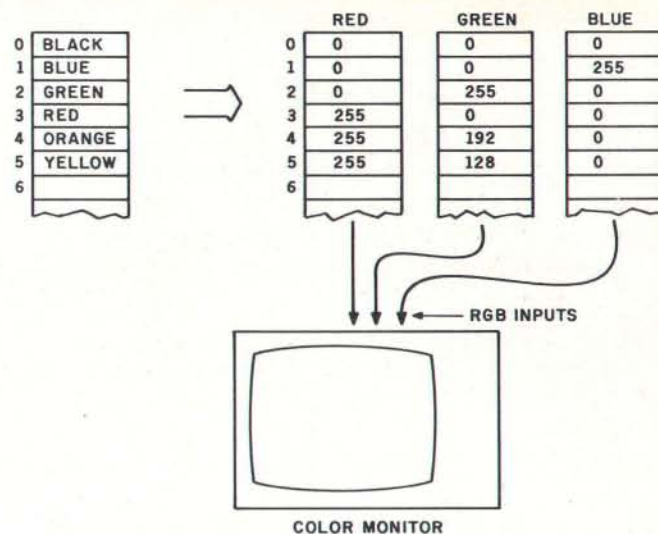 RED GREEN BLUE
0 BLACK 0 0 0 0
1 BLUE 1 0 0 255
2 GREEN 2 0 255 0
3 RED 3 255 0 0
4 ORANGE 4 255 192 0
5 YELLOW 5 255 128 0
6 6
RGB INPUTS
COLOR MONITOR